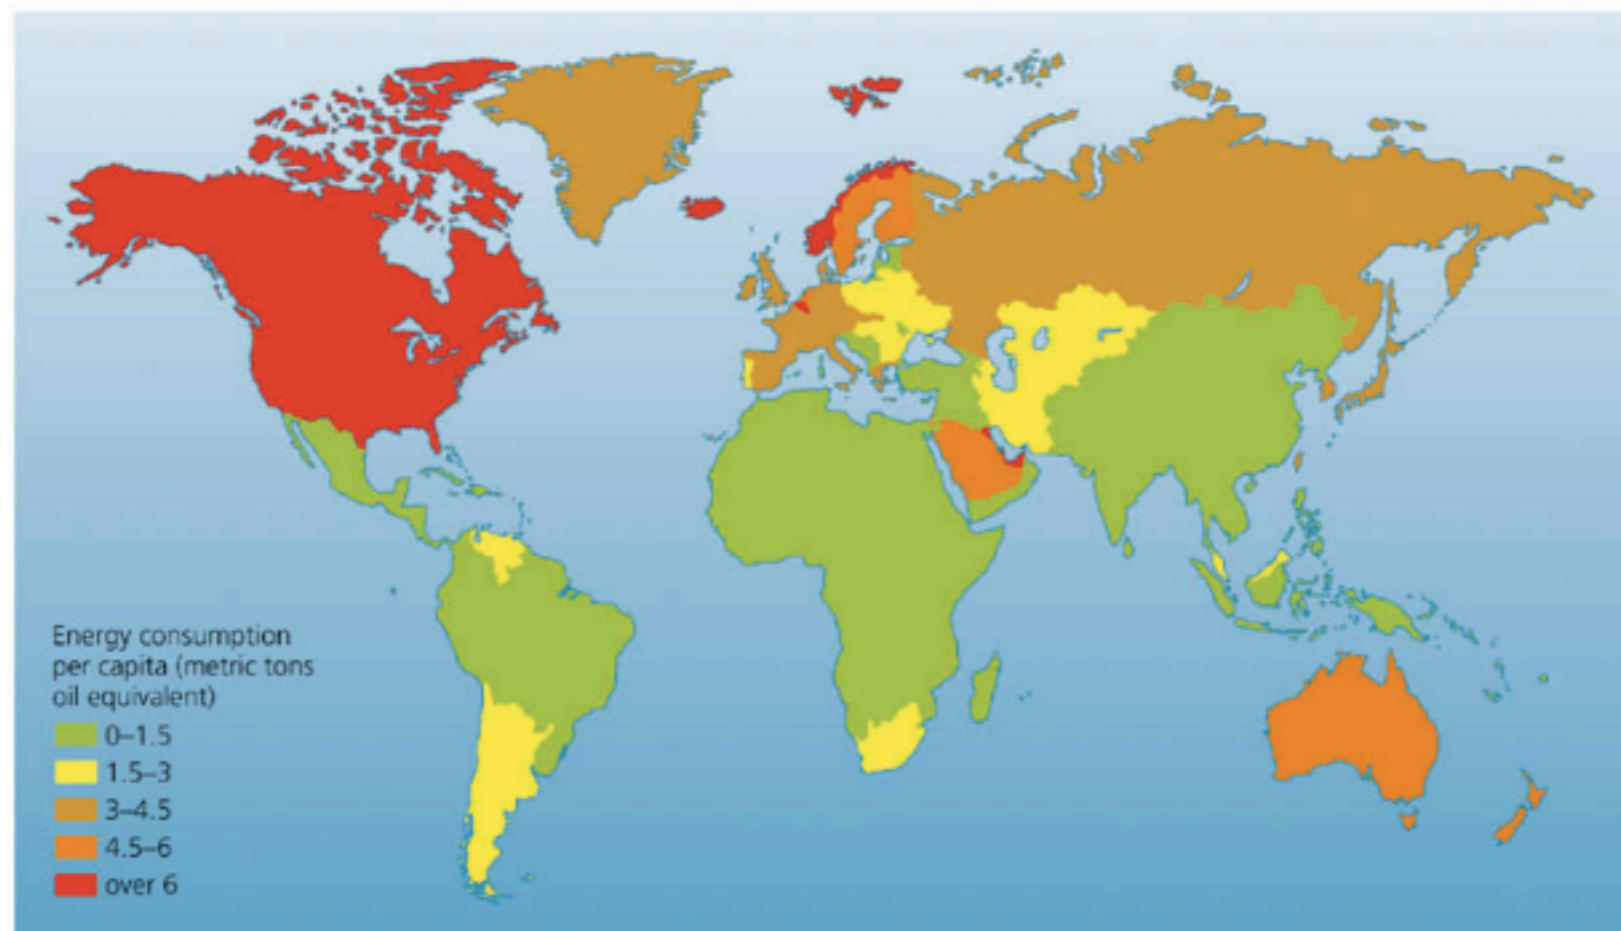 Energy consumption
per capita (metric tons
oil equivalent)
0–1.5
1.5–3
3–4.5
4.5–6
over 6